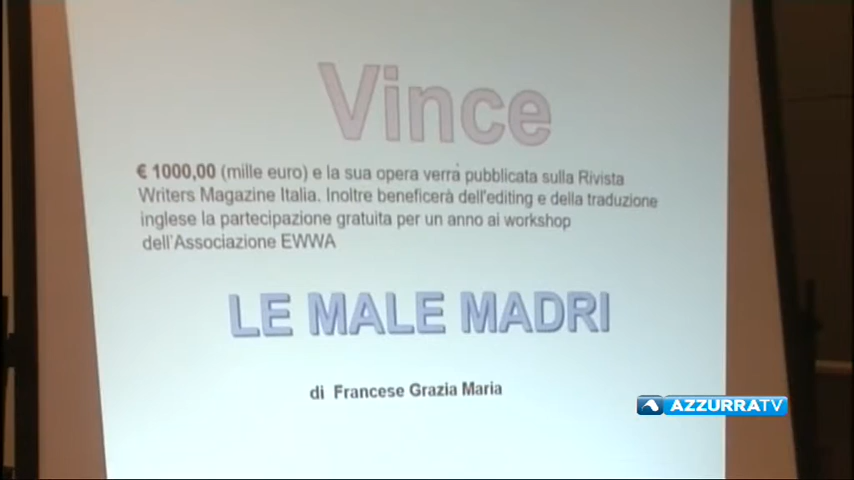 Vince
€ 1000,00 (mille euro) e la sua opera verrà pubblicata sulla Rivista
Writers Magazine Italia. Inoltre beneficerà dell'editing e della traduzione
inglese la partecipazione gratuita per un anno ai workshop
dell'Associazione EWWA
LE MALE MADRI
di Francese Grazia Maria
AZZURRATV